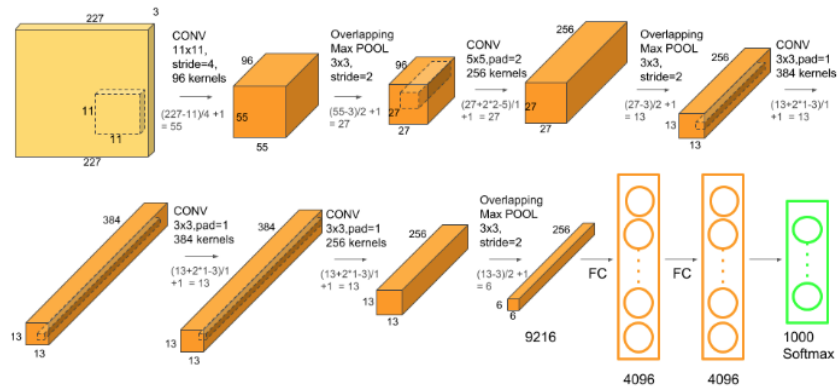 227
3
11
11
227
CONV
11x11,
stride=4,
96 kernels
(227-11)/4 +1
= 55
96
55
55
Overlapping
Max POOL
3x3,
stride=2
(55-3)/2 +1
= 27
96
27
27
CONV
5x5,pad=2
256 kernels
(27+2*2-5)/1
+1 = 27
256
27
27
Overlapping
Max POOL
3x3,
stride=2
(27-3)/2 +1
= 13
256
13
13
CONV
3x3,pad=1
384 kernels
(13+2*1-3)/1
+1 = 13
384
13
13
CONV
3x3,pad=1
384 kernels
(13+2*1-3)/1
+1 = 13
384
13
13
CONV
3x3,pad=1
256 kernels
(13+2*1-3)/1
+1 = 13
256
13
13
Overlapping
Max POOL
3x3,
stride=2
(13-3)/2 +1
= 6
256
6
6
9216
FC
4096
FC
4096
1000
Softmax